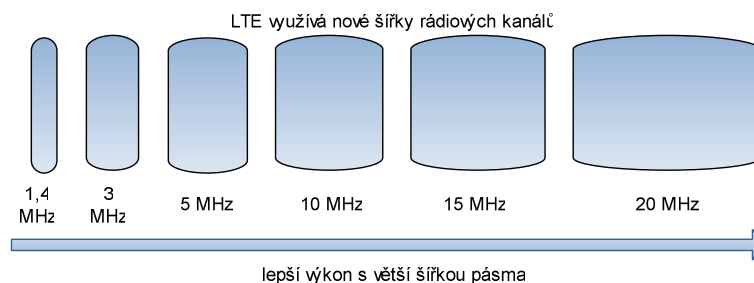 LTE využívá nové šířky rádiových kanálů
1,4
MHz
3
MHz
5 MHz
10 MHz
15 MHz
20 MHz
lepší výkon s větší šířkou pásma